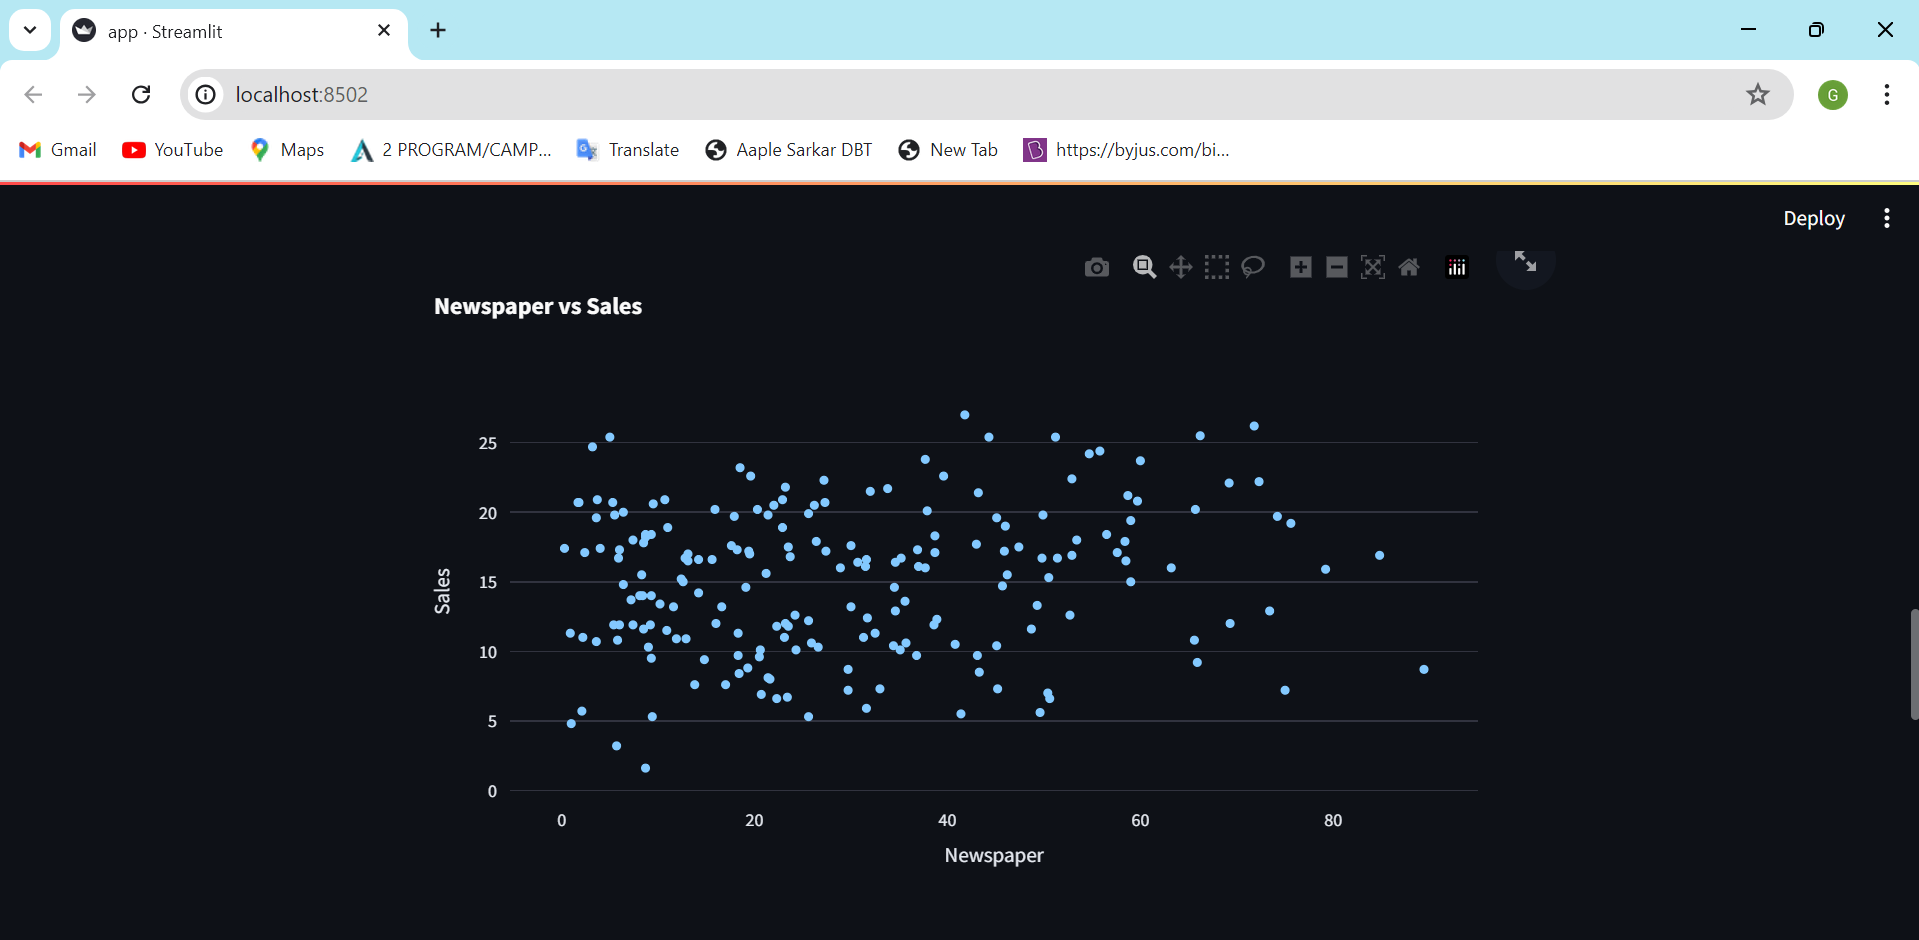 app · Streamlit
localhost:8502
G
Gmail YouTube Maps 2 PROGRAM/CAMP... Translate Aaple Sarkar DBT New Tab https://byjus.com/bi...
Deploy
Newspaper vs Sales
25
20
15
10
5
0
Sales
0 20 40 60 80
Newspaper